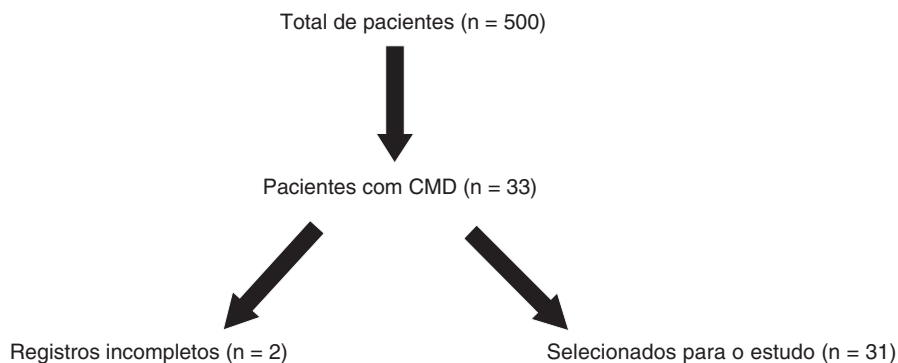 Total de pacientes (n = 500)
Pacientes com CMD (n = 33)
Registros incompletos (n = 2)
Selecionados para o estudo (n = 31)